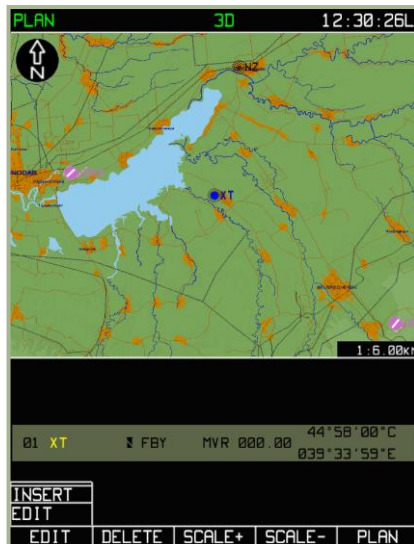 PLAN 3D 12:30:26L
N
NZ
XT
1:6.00км
01 XT FBY MVR 000.00 44°58'00"C
039°33'59"E
INSERT
EDIT
EDIT DELETE SCALE+ SCALE- PLAN